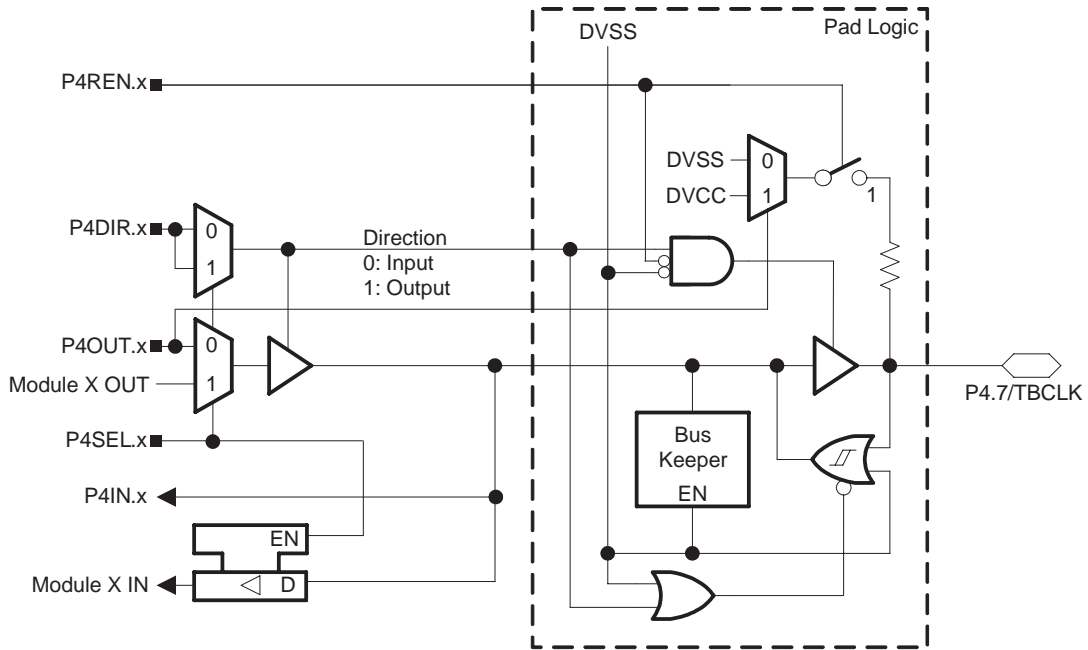 Pad Logic
DVSS
P4REN.x
DVSS
0
DVCC
1
1
P4DIR.x
0
1
Direction
0: Input
1: Output
P4OUT.x
0
Module X OUT
1
P4.7/TBCLK
P4SEL.x
Bus
Keeper
EN
P4IN.x
EN
Module X IN
D